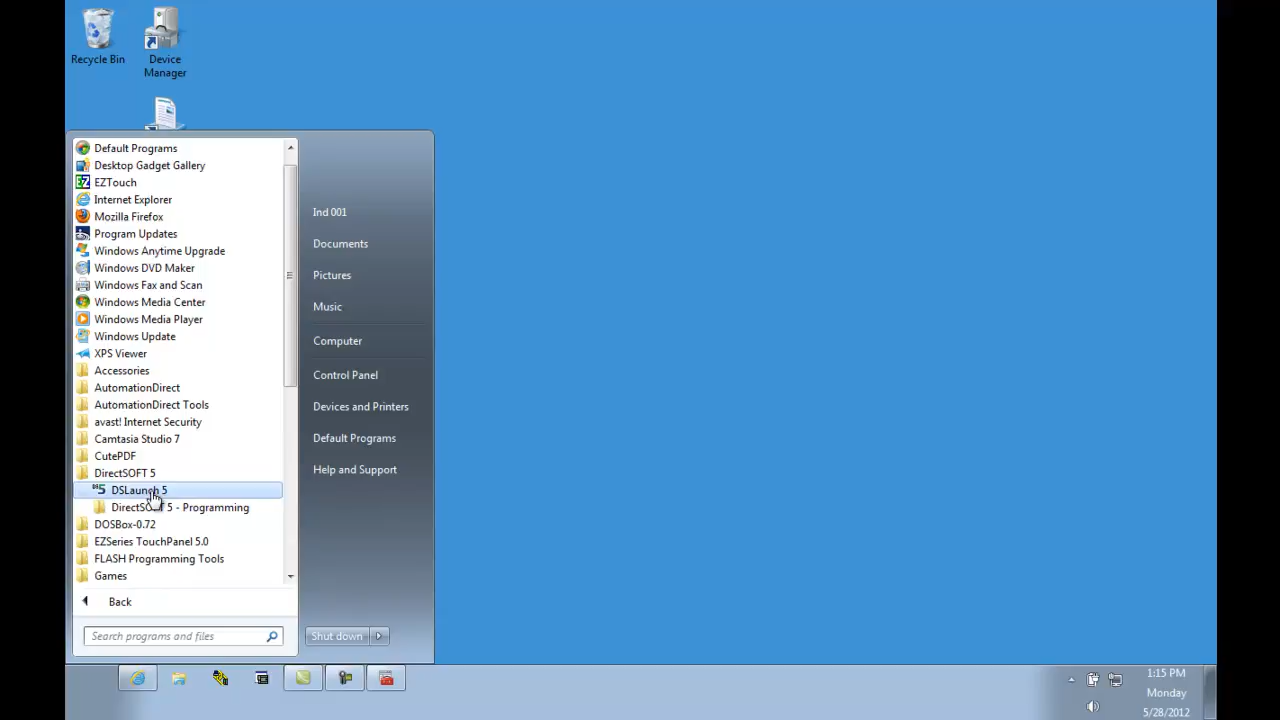 Recycle Bin
Device
Manager
Default Programs
Desktop Gadget Gallery
EZTouch
Internet Explorer
Mozilla Firefox
Program Updates
Windows Anytime Upgrade
Windows DVD Maker
Windows Fax and Scan
Windows Media Center
Windows Media Player
Windows Update
XPS Viewer
Accessories
AutomationDirect
AutomationDirect Tools
avast! Internet Security
Camtasia Studio 7
CutePDF
DirectSOFT 5
DSLaunch 5
DirectSOFT 5 - Programming
DOSBox-0.72
EZSeries TouchPanel 5.0
FLASH Programming Tools
Games
Back
Search programs and files
Ind 001
Documents
Pictures
Music
Computer
Control Panel
Devices and Printers
Default Programs
Help and Support
Shut down
1:15 PM
Monday
5/28/2012